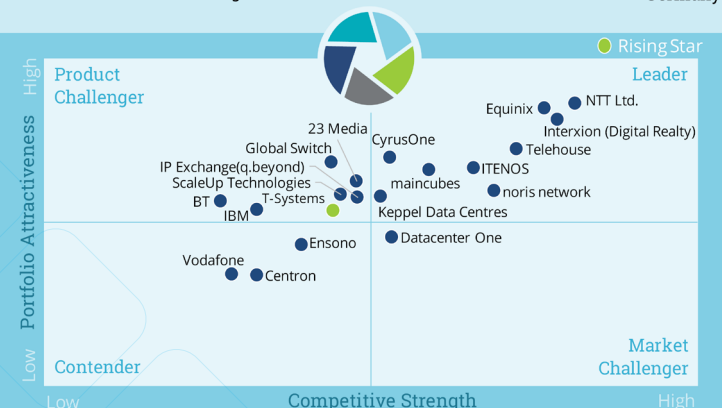 Rising Star
High
Product
Challenger
Leader
Equinix
NTT Ltd.
23 Media
Interxion (Digital Realty)
CyrusOne
Global Switch
Telehouse
IP Exchange(q.beyond)
ITENOS
ScaleUp Technologies
maincubes
noris network
T-Systems
BT
IBM
Keppel Data Centres
Portfolio Attractiveness
Ensono
Datacenter One
Vodafone
Centron
Market
Challenger
Contender
Low
Low
Competitive Strength
High